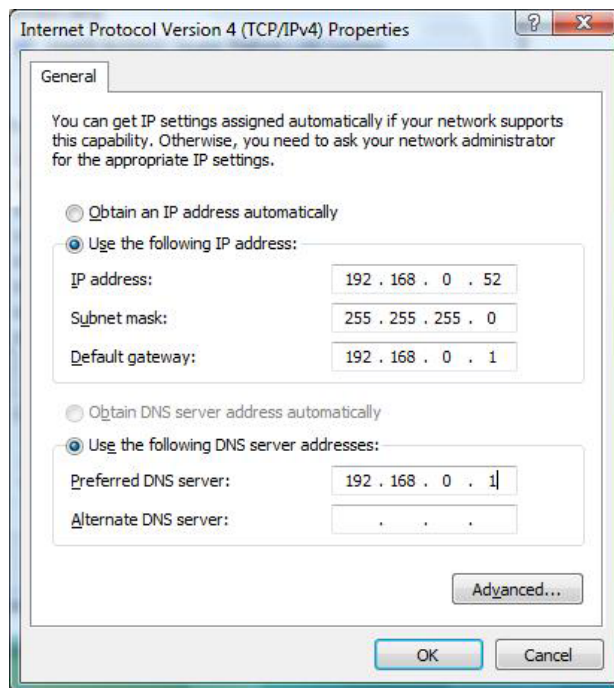 Internet Protocol Version 4 (TCP/IPv4) Properties
General
You can get IP settings assigned automatically if your network supports
this capability. Otherwise, you need to ask your network administrator
for the appropriate IP settings.
Obtain an IP address automatically
Use the following IP address:
IP address: 192 . 168 . 0 . 52
Subnet mask: 255 . 255 . 255 . 0
Default gateway: 192 . 168 . 0 . 1
Obtain DNS server address automatically
Use the following DNS server addresses:
Preferred DNS server: 192 . 168 . 0 . 1
Alternate DNS server: . . .
Advanced...
OK Cancel